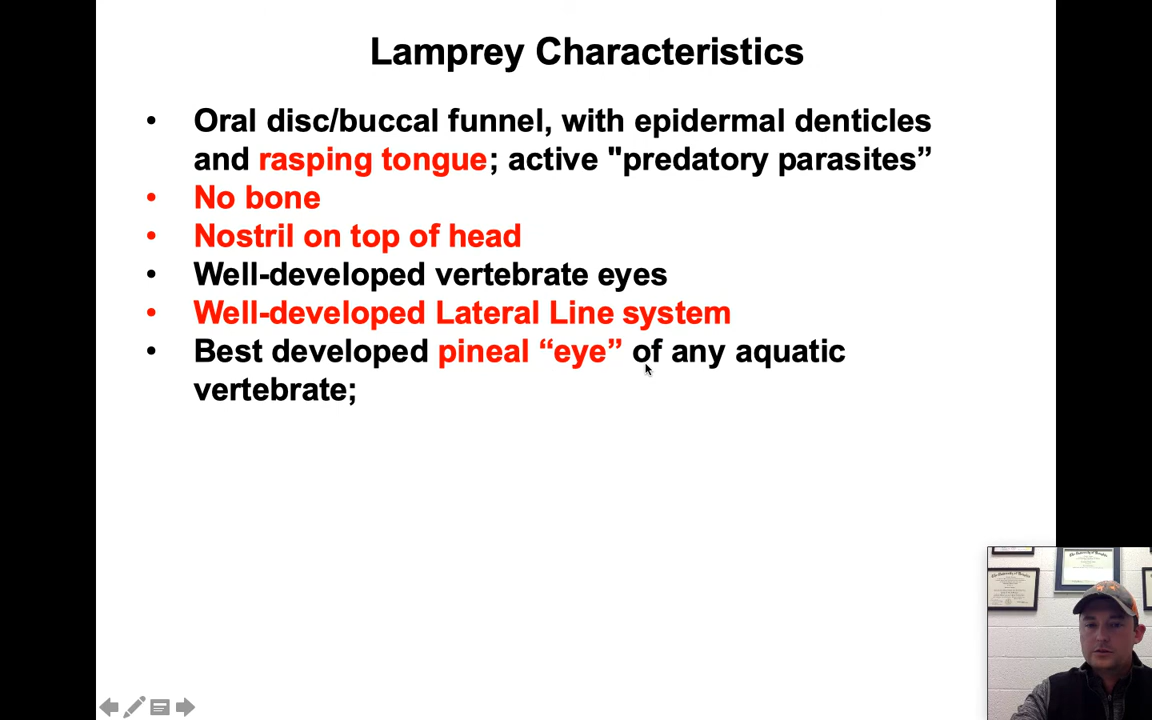 Lamprey Characteristics
• Oral disc/buccal funnel, with epidermal denticles
and rasping tongue; active "predatory parasites”
• No bone
• Nostril on top of head
• Well-developed vertebrate eyes
• Well-developed Lateral Line system
• Best developed pineal “eye” of any aquatic
vertebrate;